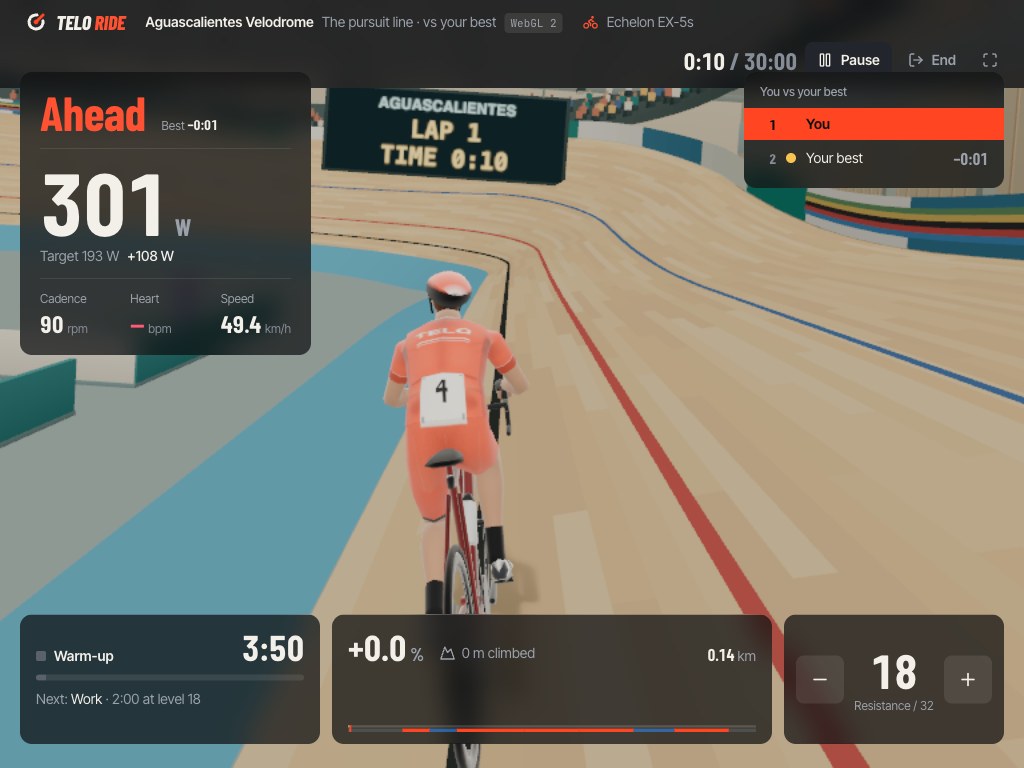 TELO RIDE Aguascalientes Velodrome The pursuit line · vs your best WebGL 2 Echelon EX-5s
0:10 / 30:00 Pause End
Ahead Best −0:01
301 W
Target 193 W +108 W
Cadence Heart Speed
90 rpm — bpm 49.4 km/h
AGUASCALIENTES
LAP 1
TIME 0:10
You vs your best
1 You
2 Your best −0:01
TELO
4
Warm-up 3:50
Next: Work · 2:00 at level 18
+0.0 % 0 m climbed 0.14 km
− 18 +
Resistance / 32